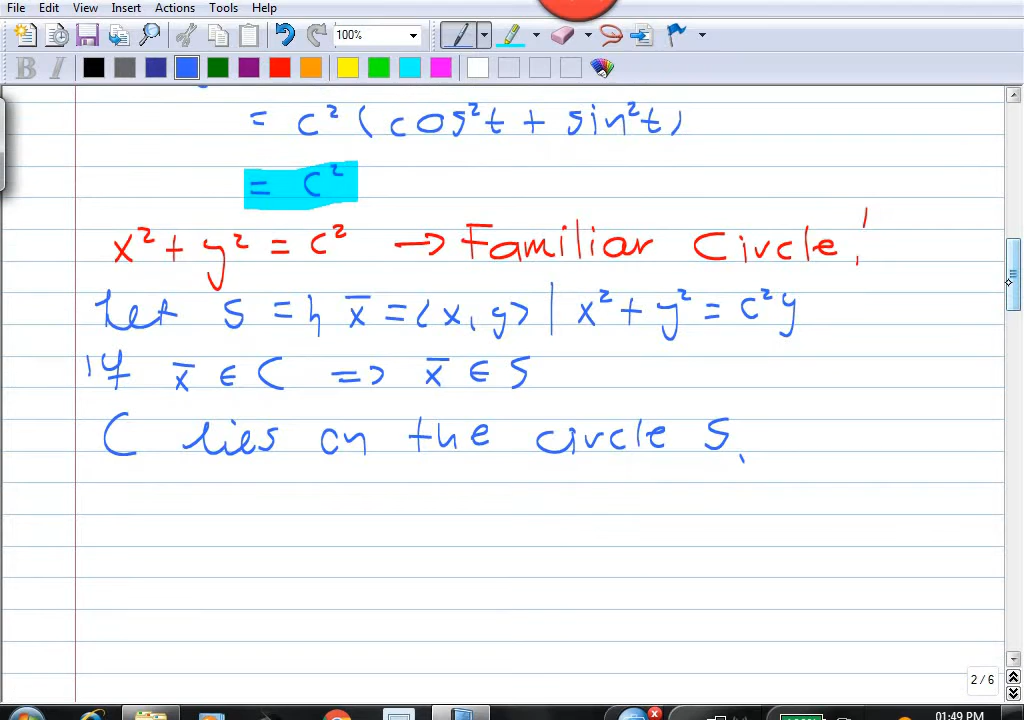 File Edit View Insert Actions Tools Help
100%
B I
= c² (cos²t + sin²t)
= c²
x² + y² = c² → Familiar Circle!
Let S = { x̄ = (x, y) | x² + y² = c² }
If x̄ ∈ C => x̄ ∈ S
C lies on the circle S.
2 / 6
01:49 PM